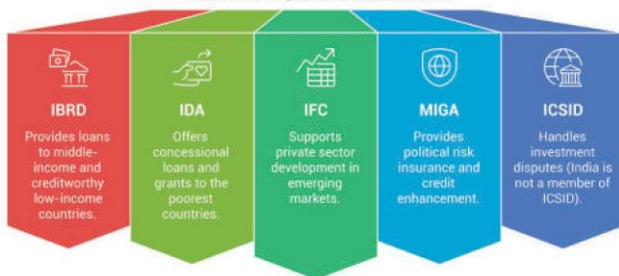 IBRD
Provides loans
to middle-
income and
creditworthy
low-income
countries.
IDA
Offers
concessional
loans and
grants to the
poorest
countries.
IFC
Supports
private sector
development in
emerging
markets.
MIGA
Provides
political risk
insurance and
credit
enhancement.
ICSID
Handles
investment
disputes (India
is not a member of
ICSID).